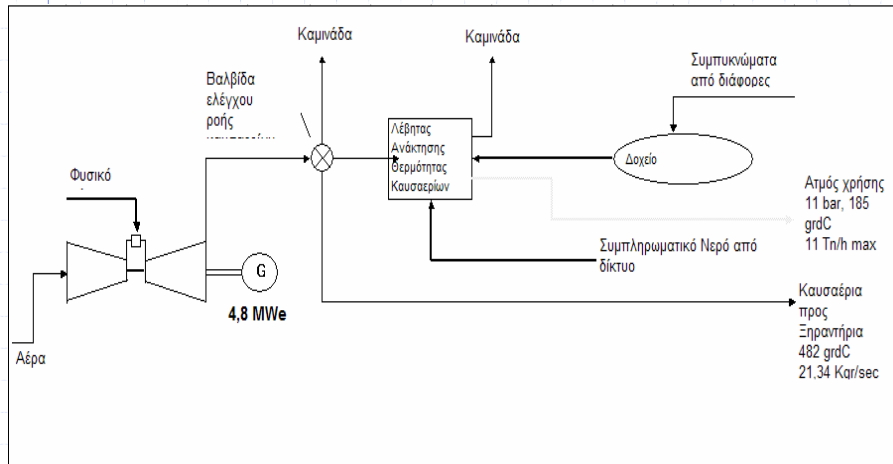 Καμινάδα
Καμινάδα
Βαλβίδα
ελέγχου
ροής
Συμπυκνώματα
από διάφορες
Λέβητας
Ανάκτησης
Θερμότητας
Καυσαερίων
Δοχείο
Φυσικό
Ατμός χρήσης
11 bar, 185
grdC
11 Tn/h max
Συμπληρωματικό Νερό από
δίκτυο
G
4,8 MWe
Καυσαέρια
προς
Ξηραντήρια
482 grdC
21,34 Kgr/sec
Αέρα